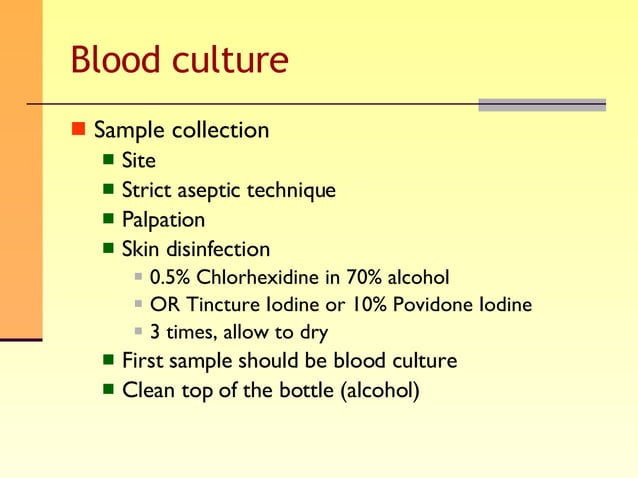 Blood culture
Sample collection
Site
Strict aseptic technique
Palpation
Skin disinfection
0.5% Chlorhexidine in 70% alcohol
OR Tincture Iodine or 10% Povidone Iodine
3 times, allow to dry
First sample should be blood culture
Clean top of the bottle (alcohol)